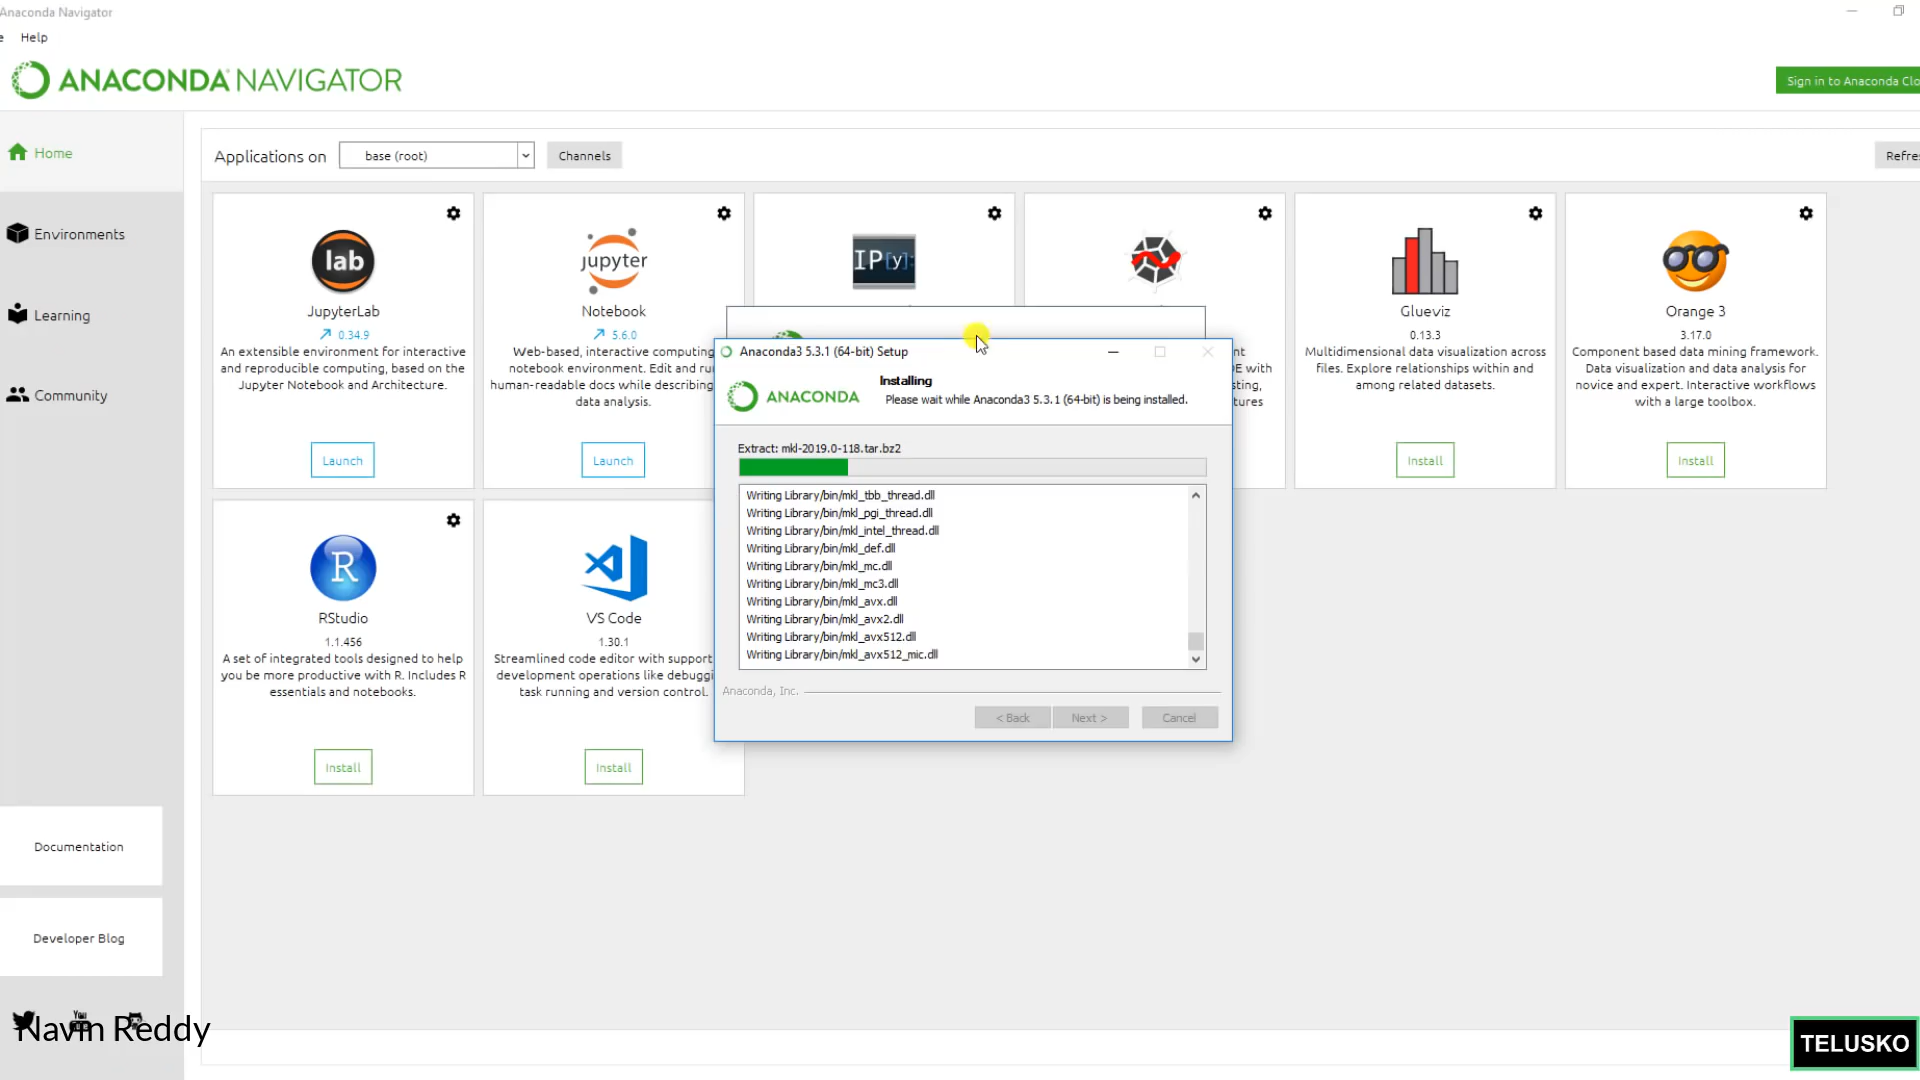 Anaconda Navigator
e Help
ANACONDA NAVIGATOR
Sign in to Anaconda Clo
Home
Environments
Learning
Community
Documentation
Developer Blog
Applications on base (root) Channels
Refre
lab
JupyterLab
0.34.9
An extensible environment for interactive
and reproducible computing, based on the
Jupyter Notebook and Architecture.
Launch
jupyter
Notebook
5.6.0
Web-based, interactive computing
notebook environment. Edit and ru
human-readable docs while describing
data analysis.
Launch
IP[y]:
nt
DE with
sting,
tures
Glueviz
0.13.3
Multidimensional data visualization across
files. Explore relationships within and
among related datasets.
Install
Orange 3
3.17.0
Component based data mining framework.
Data visualization and data analysis for
novice and expert. Interactive workflows
with a large toolbox.
Install
R
RStudio
1.1.456
A set of integrated tools designed to help
you be more productive with R. Includes R
essentials and notebooks.
Install
VS Code
1.30.1
Streamlined code editor with support
development operations like debuggi
task running and version control.
Install
Anaconda3 5.3.1 (64-bit) Setup
ANACONDA
Installing
Please wait while Anaconda3 5.3.1 (64-bit) is being installed.
Extract: mkl-2019.0-118.tar.bz2
Writing Library/bin/mkl_tbb_thread.dll
Writing Library/bin/mkl_pgi_thread.dll
Writing Library/bin/mkl_intel_thread.dll
Writing Library/bin/mkl_def.dll
Writing Library/bin/mkl_mc.dll
Writing Library/bin/mkl_mc3.dll
Writing Library/bin/mkl_avx.dll
Writing Library/bin/mkl_avx2.dll
Writing Library/bin/mkl_avx512.dll
Writing Library/bin/mkl_avx512_mic.dll
Anaconda, Inc.
< Back Next > Cancel
You
Navin Reddy
TELUSKO